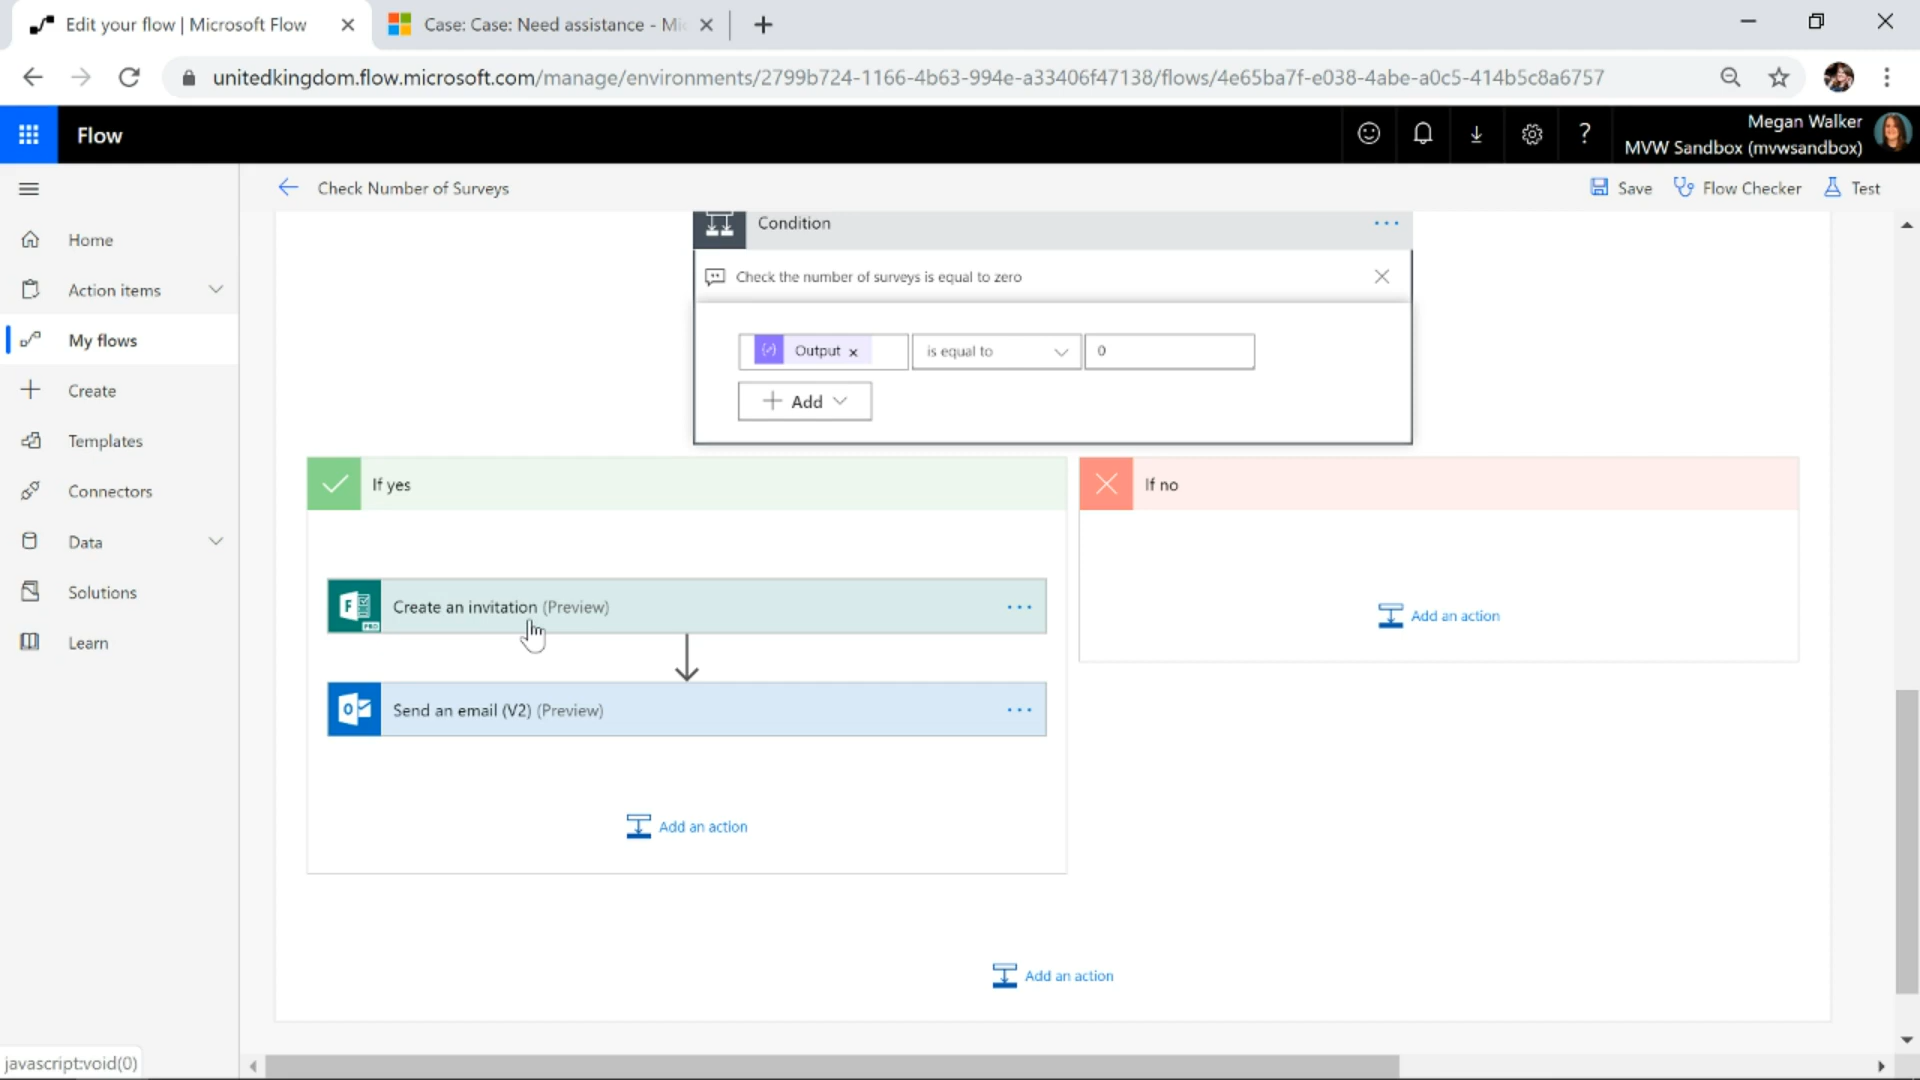 Edit your flow | Microsoft Flow
Case: Case: Need assistance - Mic
unitedkingdom.flow.microsoft.com/manage/environments/2799b724-1166-4b63-994e-a33406f47138/flows/4e65ba7f-e038-4abe-a0c5-414b5c8a6757
Flow
Megan Walker
MVW Sandbox (mvwsandbox)
Check Number of Surveys
Save
Flow Checker
Test
Home
Action items
My flows
Create
Templates
Connectors
Data
Solutions
Learn
Condition
Check the number of surveys is equal to zero
Output
is equal to
0
Add
If yes
If no
Create an invitation (Preview)
Add an action
Send an email (V2) (Preview)
Add an action
Add an action
javascript:void(0)